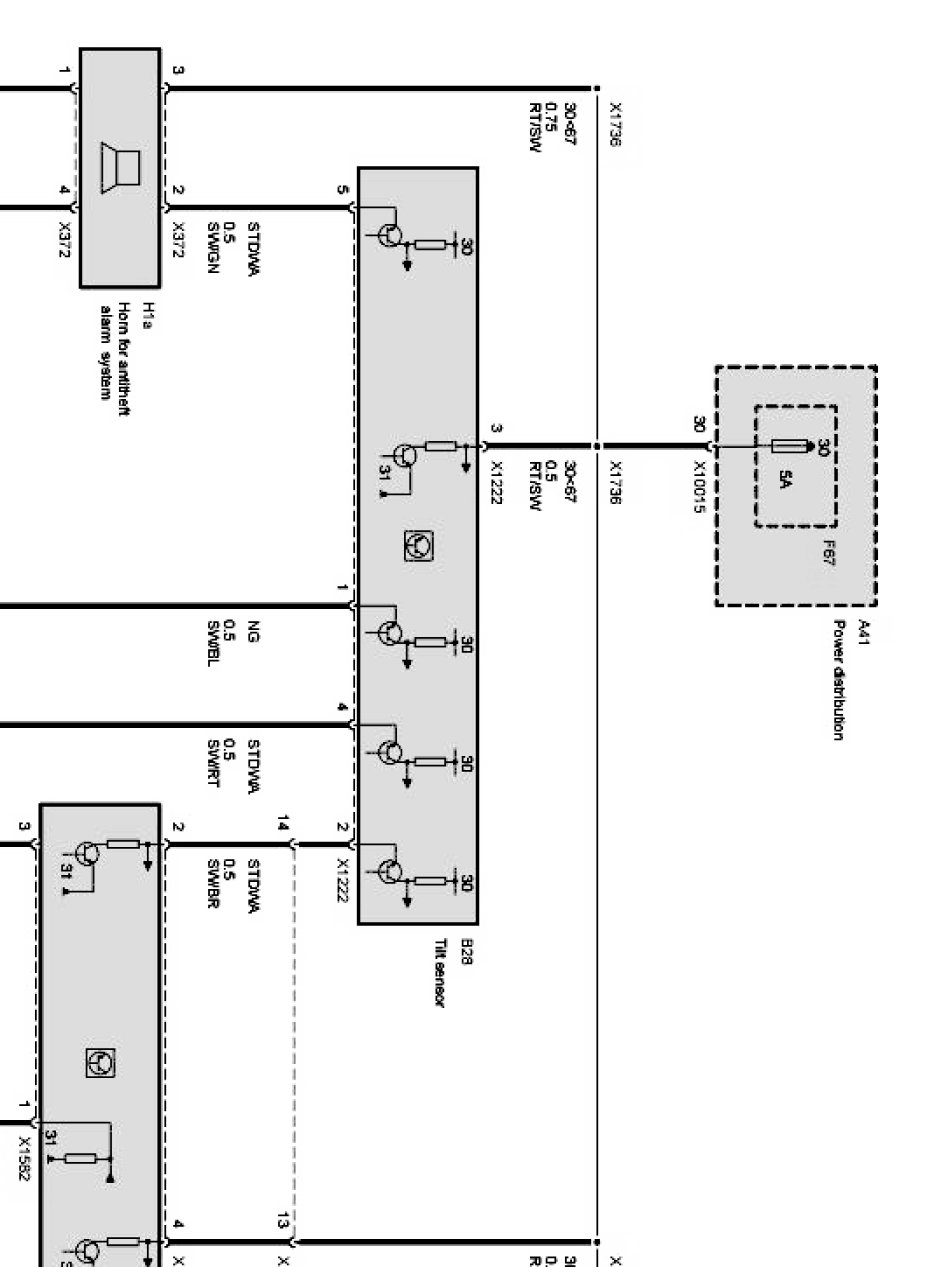 A41
Power distribution
F67
30
5A
30
X10015
X1736
30<67
0.75
RT/SW
X1736
30<67
0.5
RT/SW
3
X1222
30
31
30
30
30
B28
Tilt sensor
5
1
4
2
X1222
STDWA
0.5
SW/GN
NG
0.5
SW/BL
STDWA
0.5
SW/RT
14
STDWA
0.5
SW/BR
13
X
3
2
X372
1
4
X372
H1a
Horn for antitheft
alarm system
2
4
X
31
31
3
1
X1582
X
0.
R